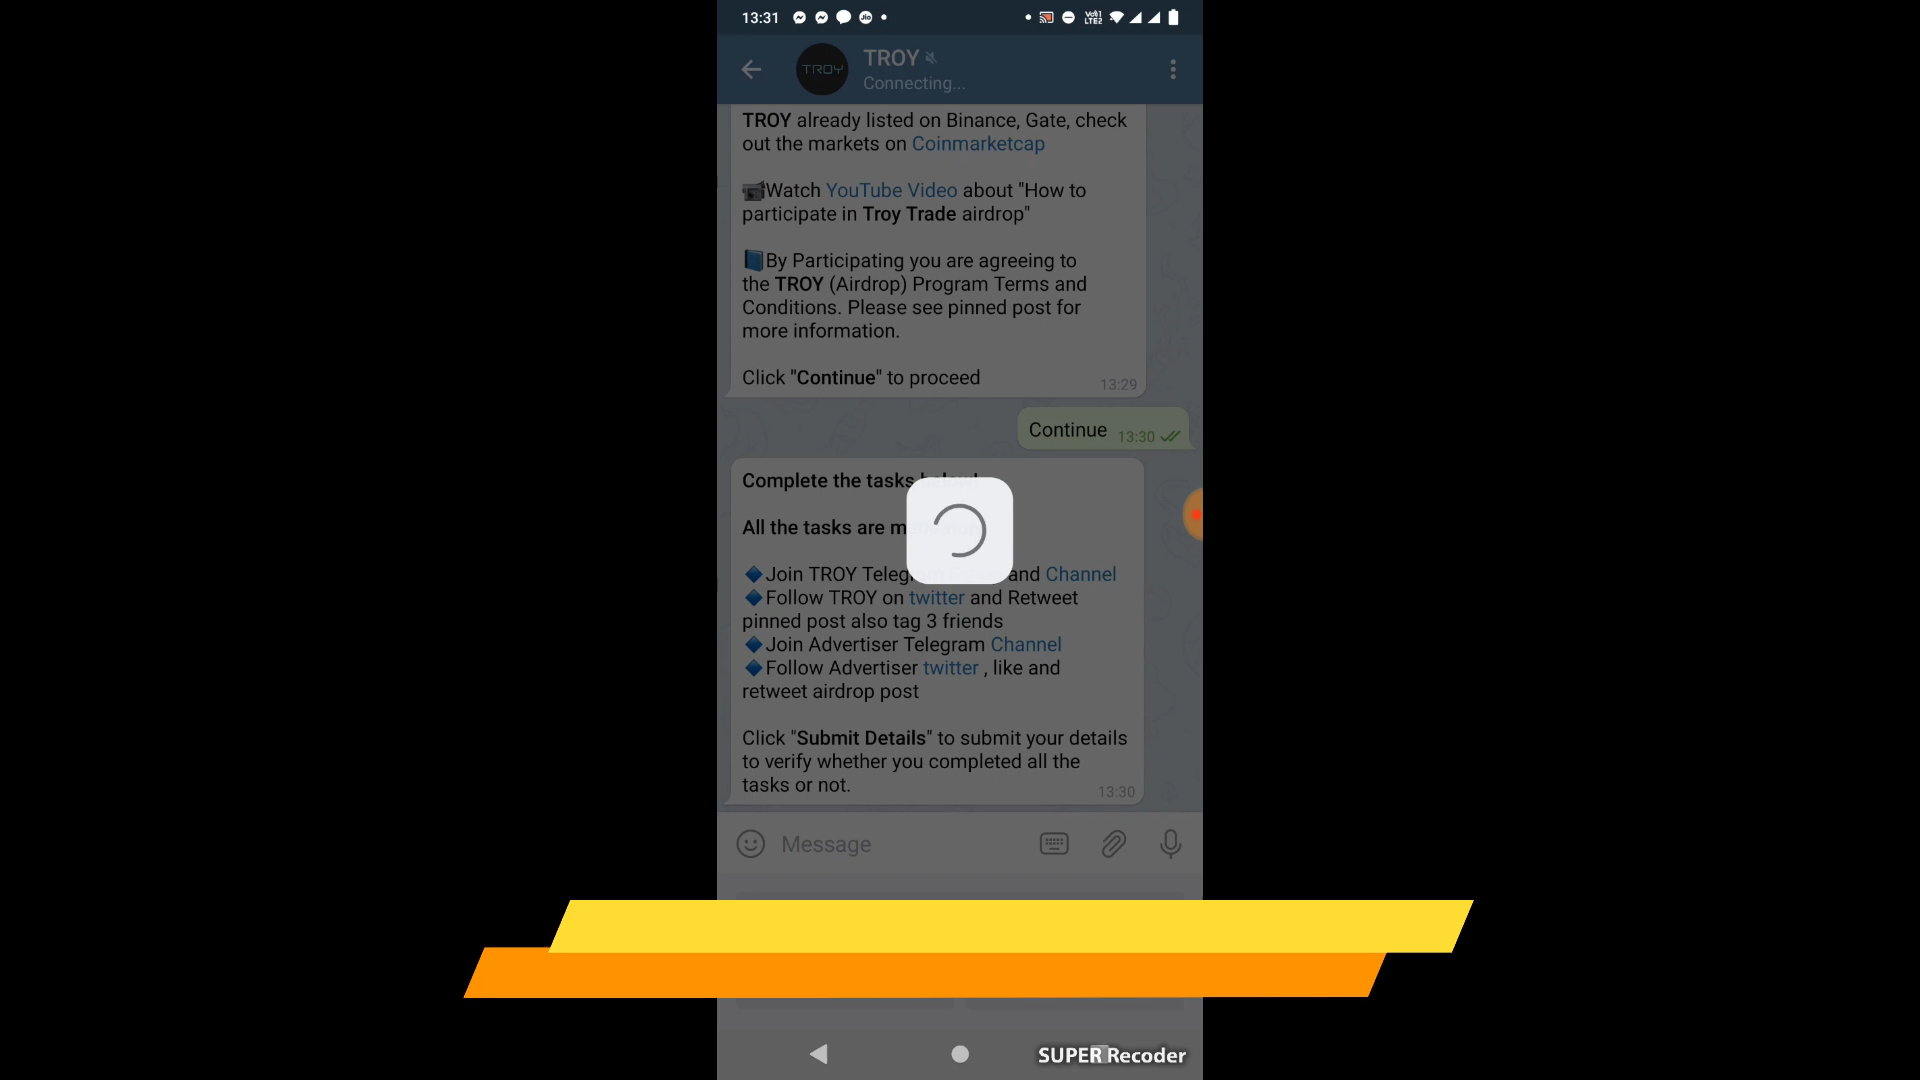 13:31
TROY
TROY
Connecting...
TROY already listed on Binance, Gate, check
out the markets on Coinmarketcap
Watch YouTube Video about "How to
participate in Troy Trade airdrop"
By Participating you are agreeing to
the TROY (Airdrop) Program Terms and
Conditions. Please see pinned post for
more information.
Click "Continue" to proceed
13:29
Continue 13:30
Complete the tasks below!
All the tasks are
Join TROY Telegram and Channel
Follow TROY on twitter and Retweet
pinned post also tag 3 friends
Join Advertiser Telegram Channel
Follow Advertiser twitter , like and
retweet airdrop post
Click "Submit Details" to submit your details
to verify whether you completed all the
tasks or not.
13:30
Message
SUPER Recoder